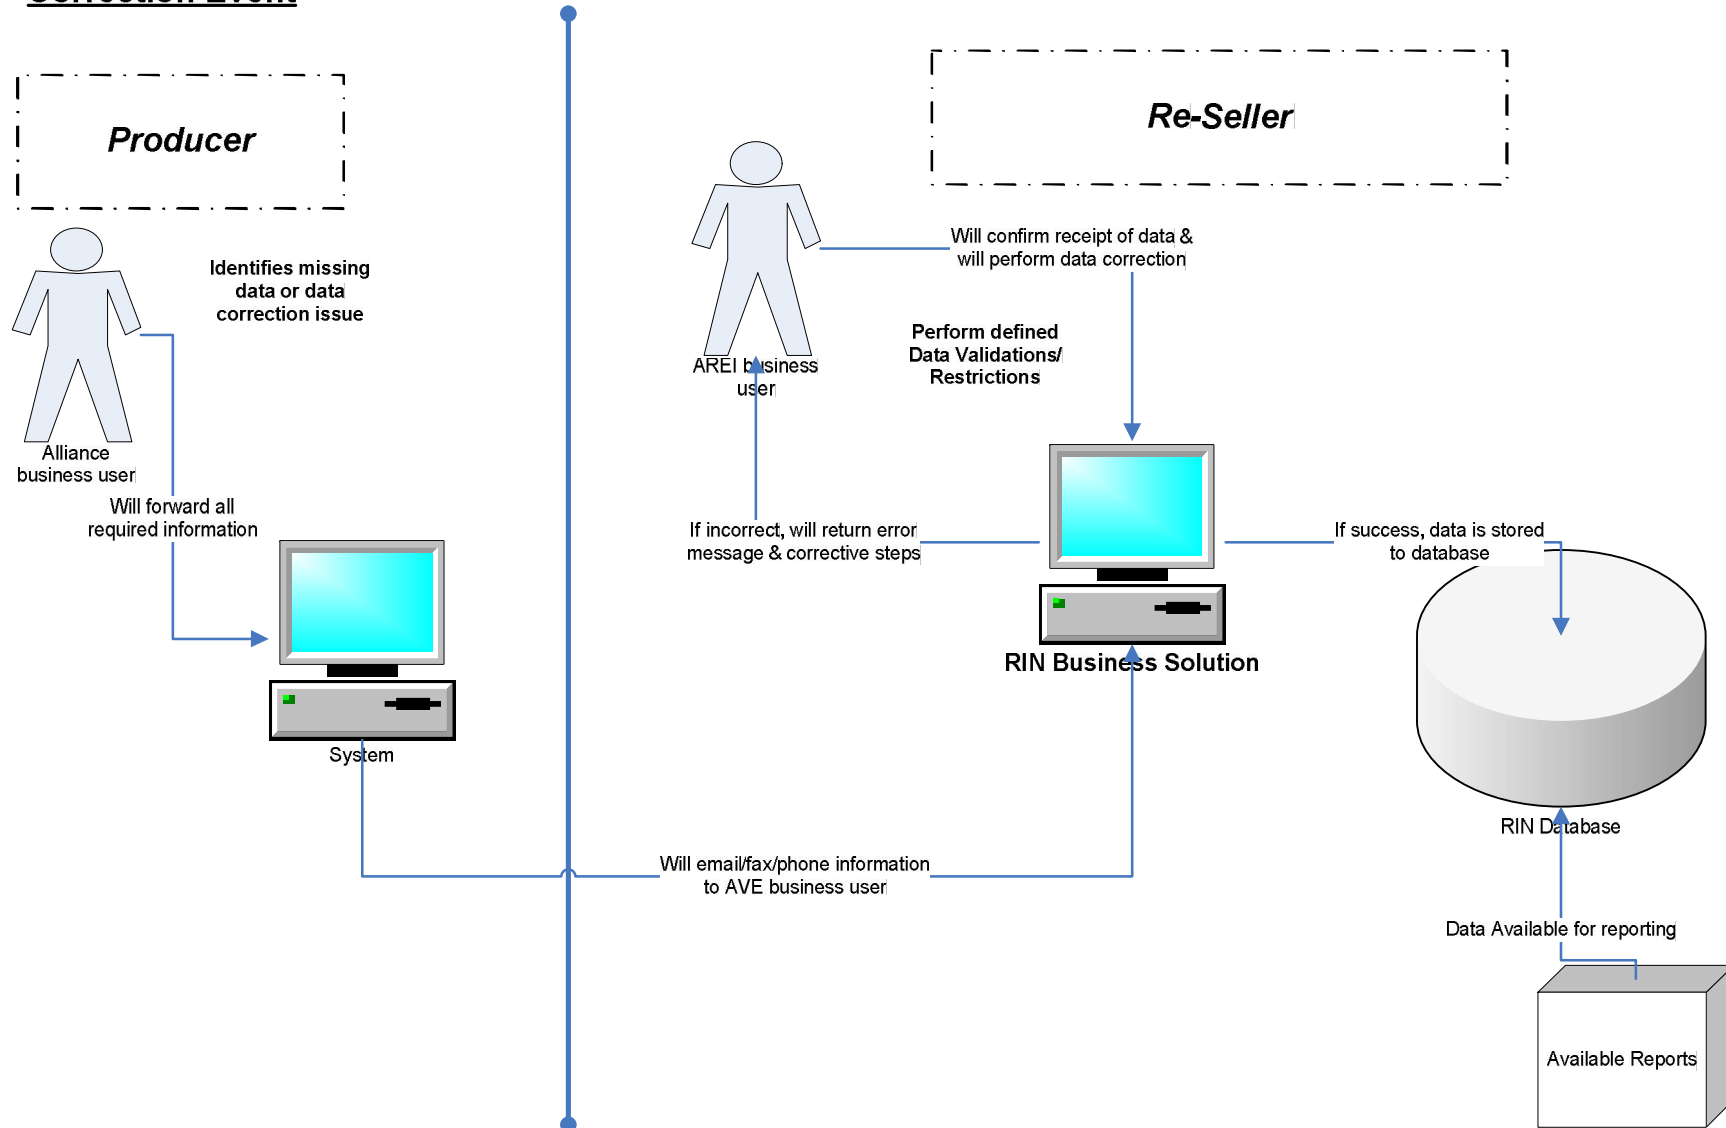 Correction Event
Producer
Re-Seller
Identifies missing
data or data
correction issue
Alliance
business user
Will forward all
required information
System
Will confirm receipt of data &
will perform data correction
Perform defined
Data Validations/
Restrictions
AREI business
user
If incorrect, will return error
message & corrective steps
If success, data is stored
to database
RIN Business Solution
RIN Database
Will email/fax/phone information
to AVE business user
Data Available for reporting
Available Reports